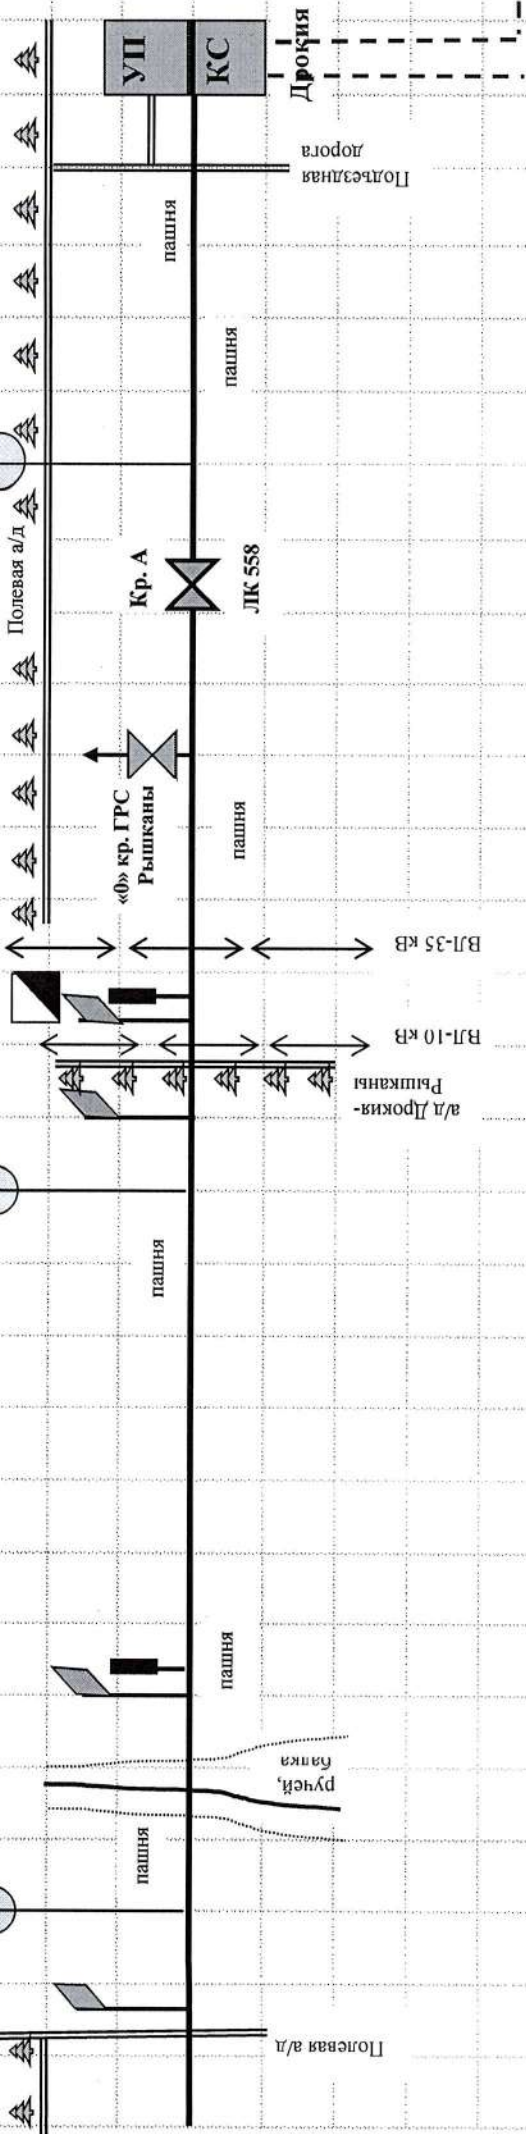 УП
КС
Дрокия
Подъездная
дорога
пашня
пашня
Полевая а/д
Кр. А
ЛК 558
«0» кр. ГРС
Рышканы
пашня
ВЛ-35 кВ
ВЛ-10 кВ
а/д Дрокия-
Рышканы
пашня
пашня
ручей,
балка
пашня
Полевая а/д